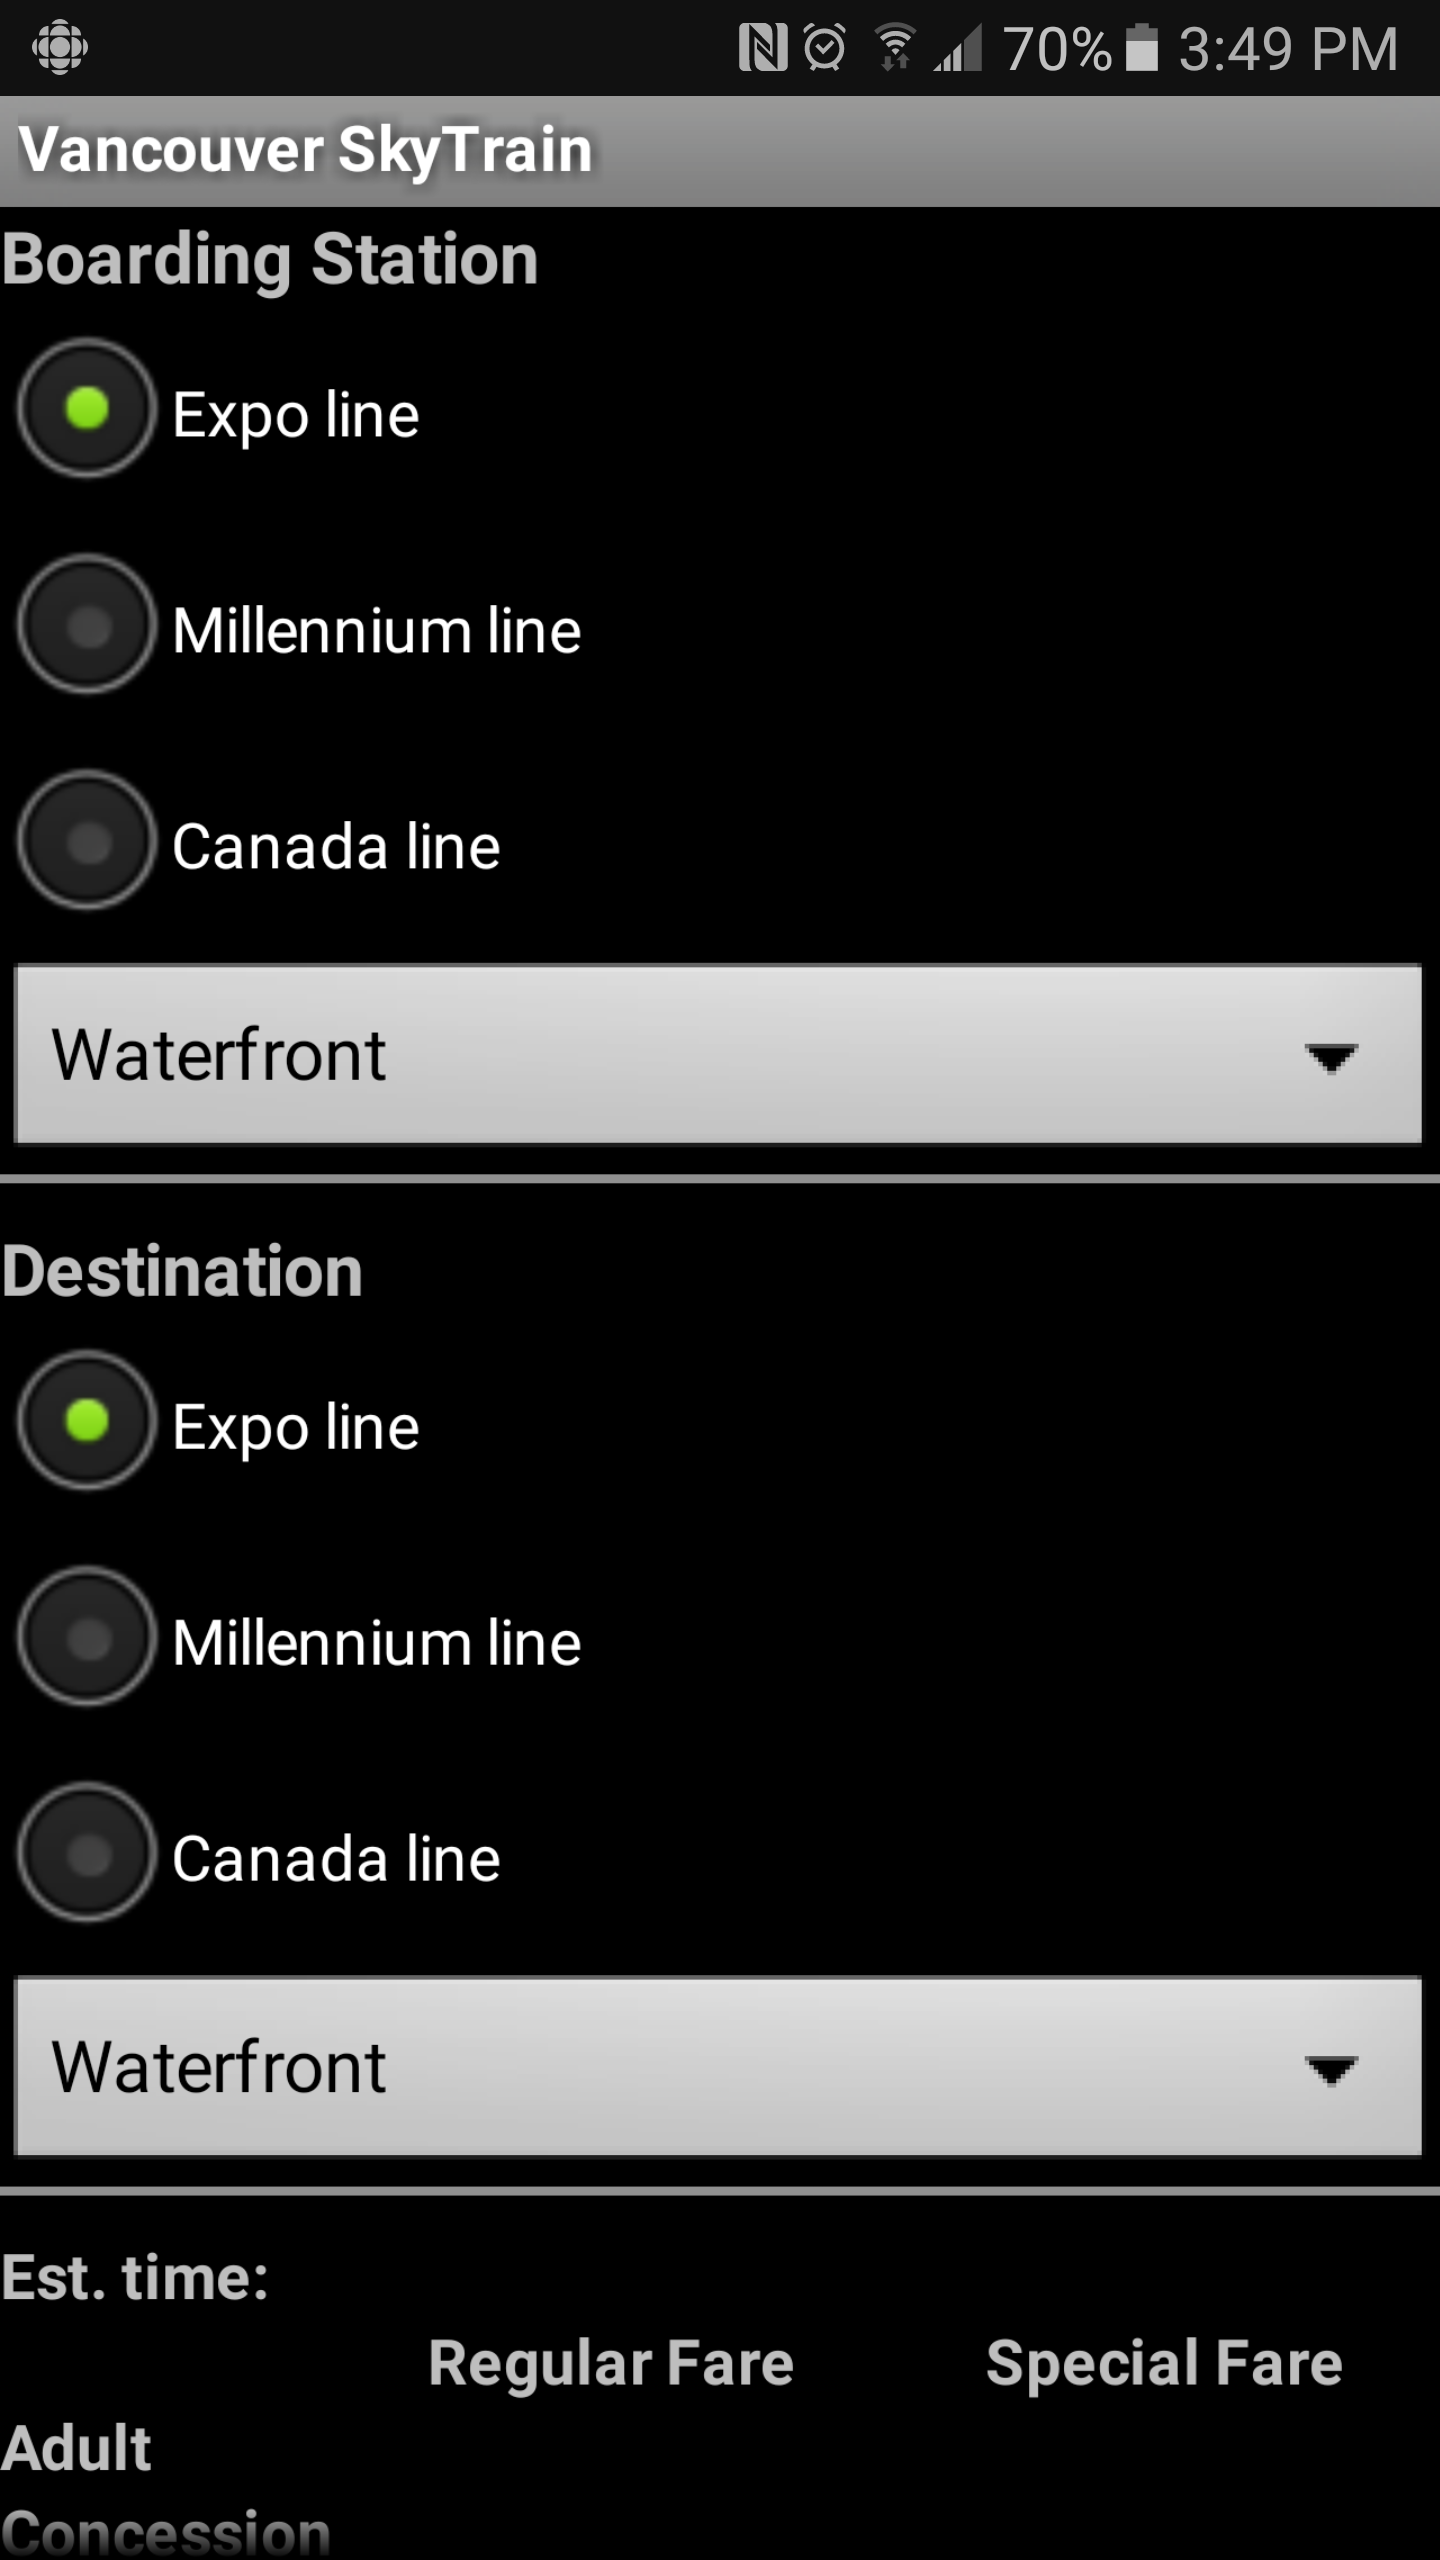 70% 3:49 PM
Vancouver SkyTrain
Boarding Station
Expo line
Millennium line
Canada line
Waterfront
Destination
Expo line
Millennium line
Canada line
Waterfront
Est. time:
Regular Fare Special Fare
Adult
Concession